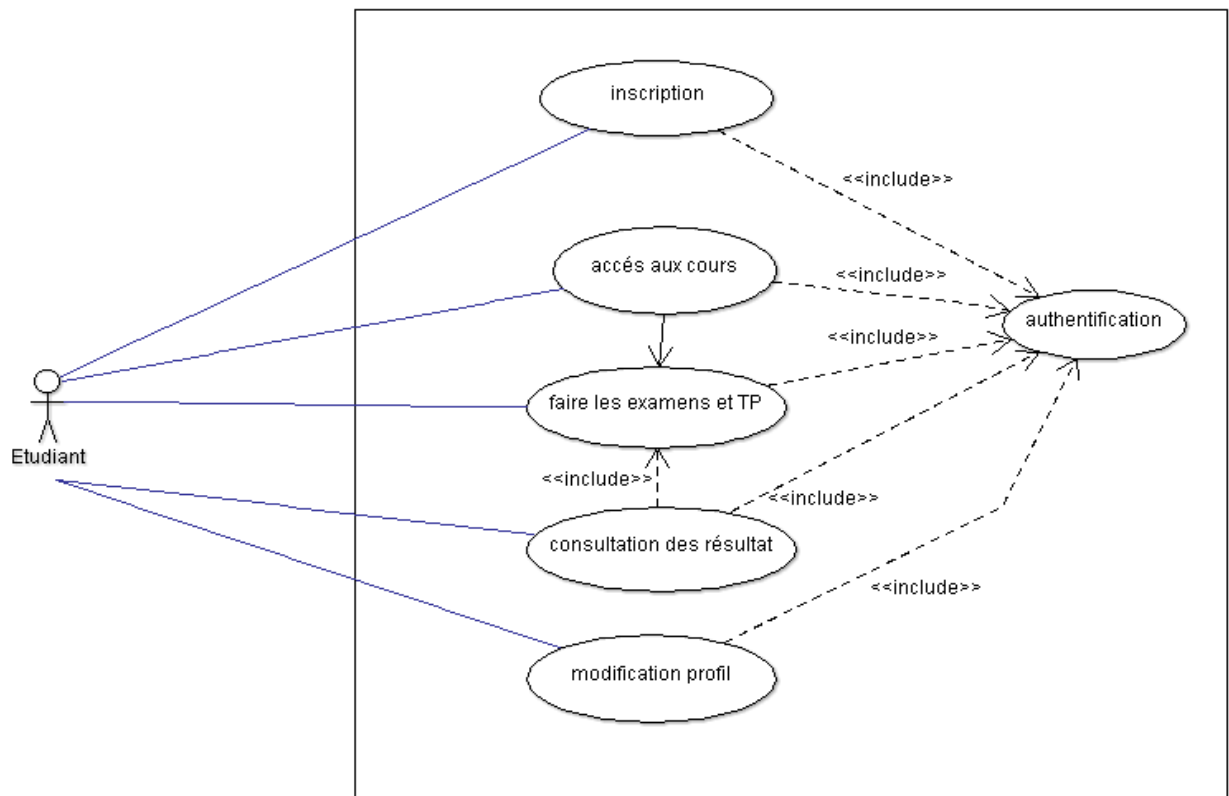 inscription
<<include>>
accés aux cours
<<include>>
authentification
<<include>>
faire les examens et TP
Etudiant
<<include>>
<<include>>
consultation des résultat
<<include>>
modification profil